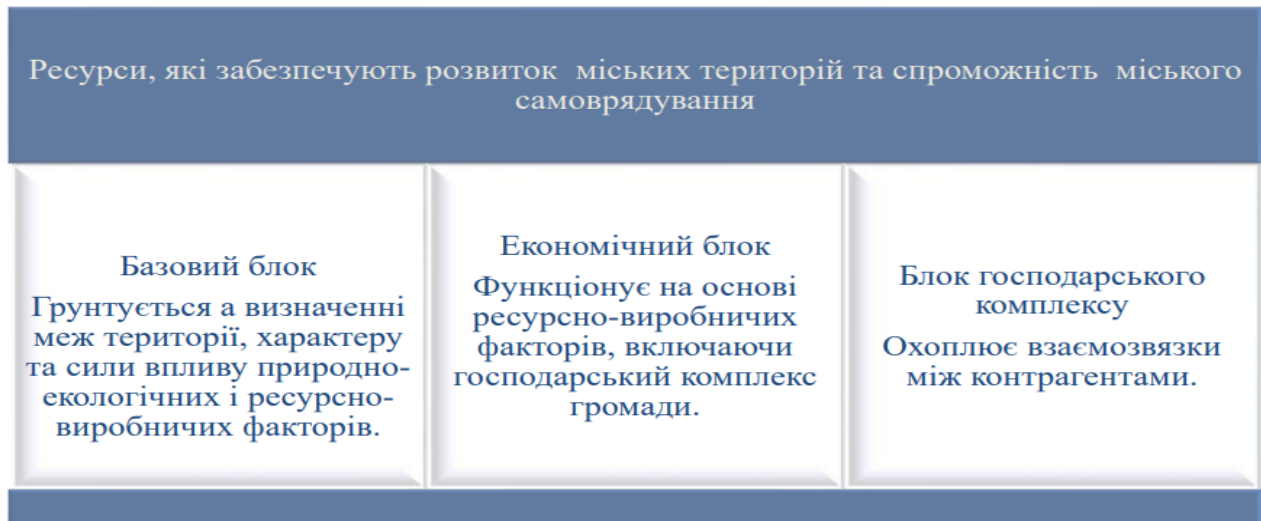 Ресурси, які забезпечують розвиток міських територій та спроможність міського
самоврядування
Базовий блок
Грунтується а визначенні
меж території, характеру
та сили впливу природно-
екологічних і ресурсно-
виробничих факторів.
Економічний блок
Функціонує на основі
ресурсно-виробничих
факторів, включаючи
господарський комплекс
громади.
Блок господарського
комплексу
Охоплює взаємозвязки
між контрагентами.